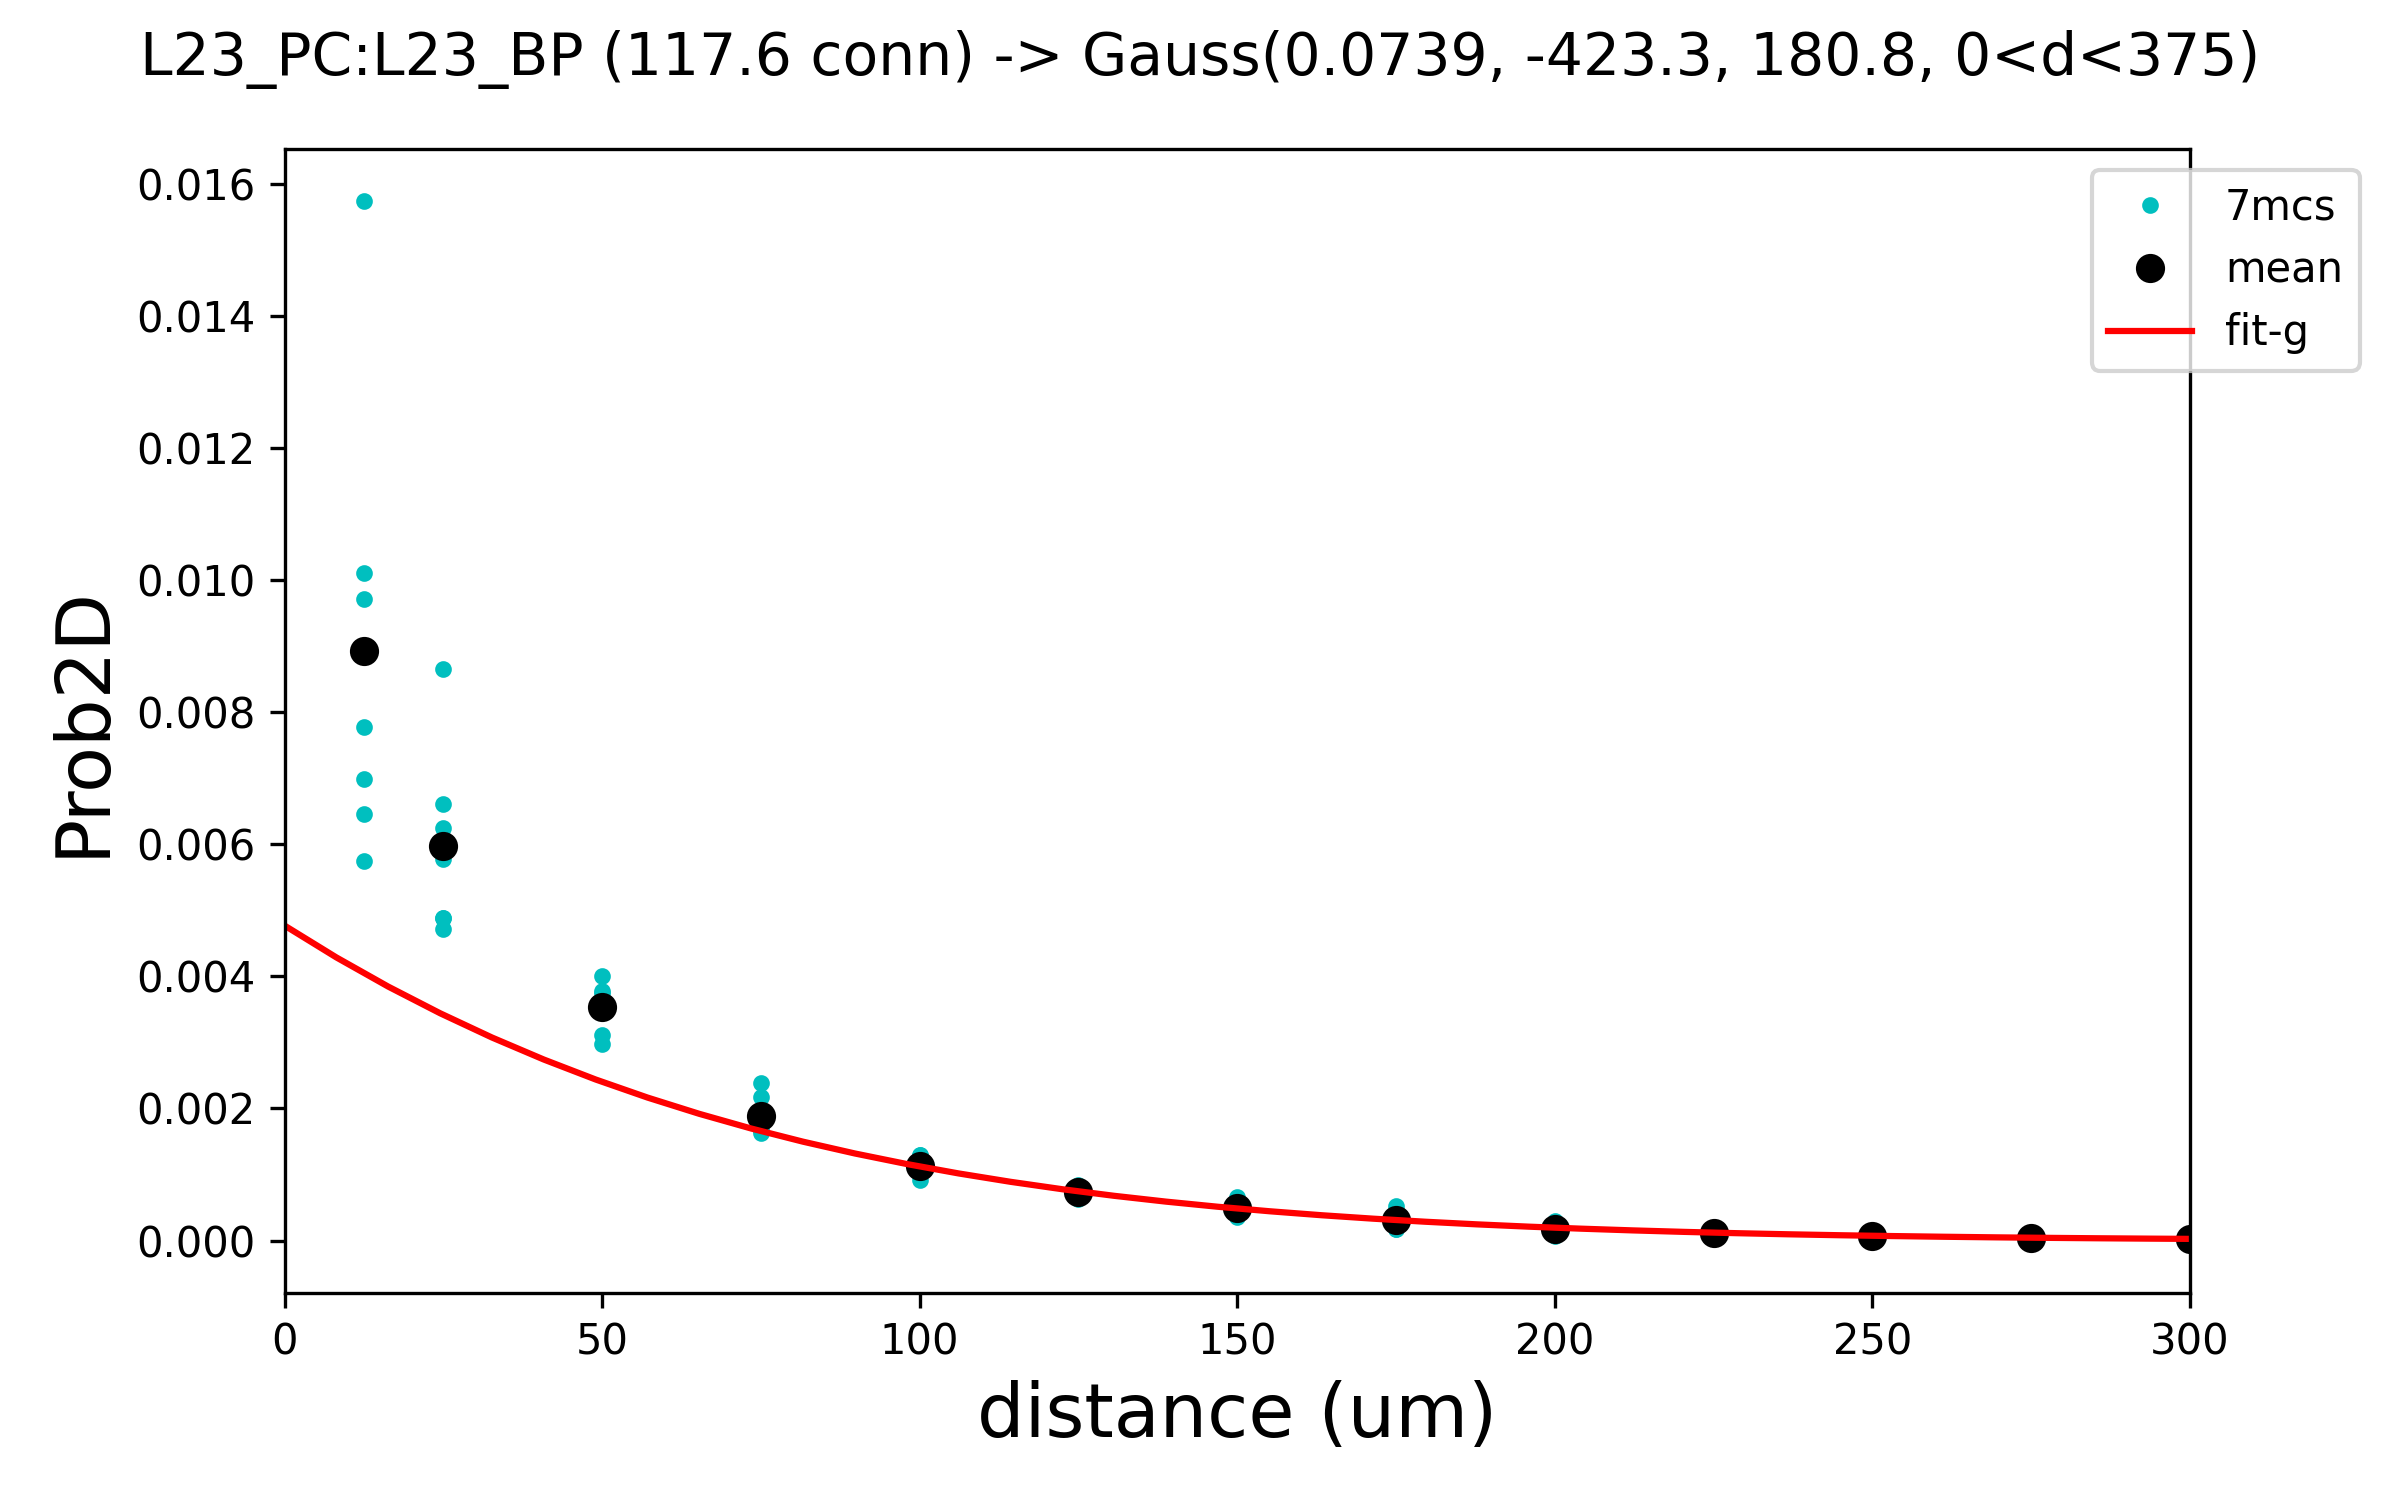 L23_PC:L23_BP (117.6 conn) -> Gauss(0.0739, -423.3, 180.8, 0<d<375)
7mcs
mean
fit-g
Prob2D
0.016
0.014
0.012
0.010
0.008
0.006
0.004
0.002
0.000
0 50 100 150 200 250 300
distance (um)